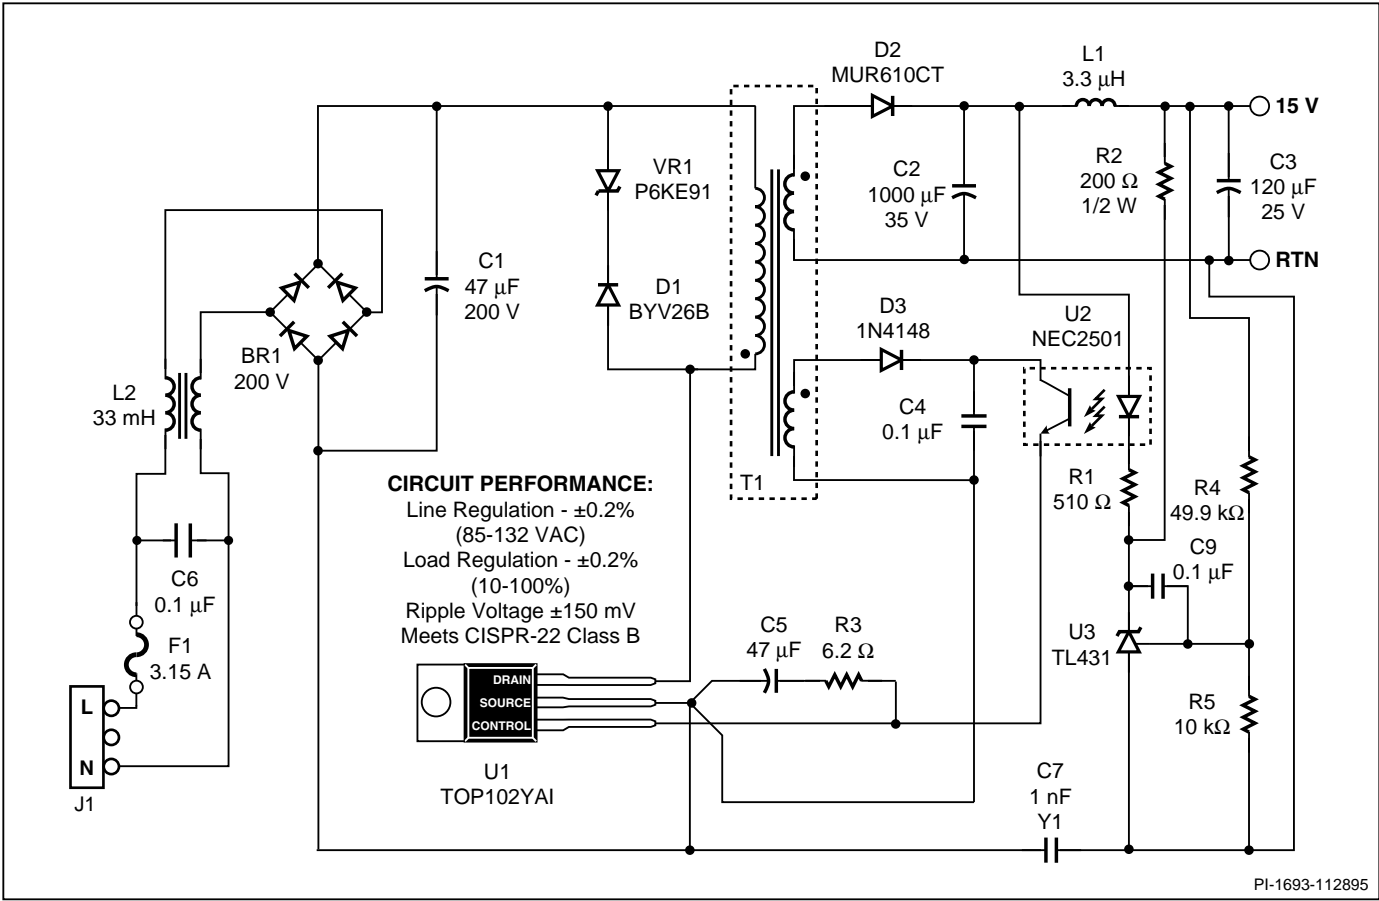 D2
MUR610CT
L1
3.3 µH
15 V
VR1
P6KE91
C2
1000 µF
35 V
R2
200 Ω
1/2 W
C3
120 µF
25 V
RTN
C1
47 µF
200 V
D1
BYV26B
D3
1N4148
U2
NEC2501
BR1
200 V
L2
33 mH
C4
0.1 µF
T1
R1
510 Ω
R4
49.9 kΩ
CIRCUIT PERFORMANCE:
Line Regulation - ±0.2%
(85-132 VAC)
Load Regulation - ±0.2%
(10-100%)
Ripple Voltage ±150 mV
Meets CISPR-22 Class B
C9
0.1 µF
C6
0.1 µF
F1
3.15 A
C5
47 µF
R3
6.2 Ω
U3
TL431
DRAIN
SOURCE
CONTROL
R5
10 kΩ
L
N
J1
U1
TOP102YAI
C7
1 nF
Y1
PI-1693-112895